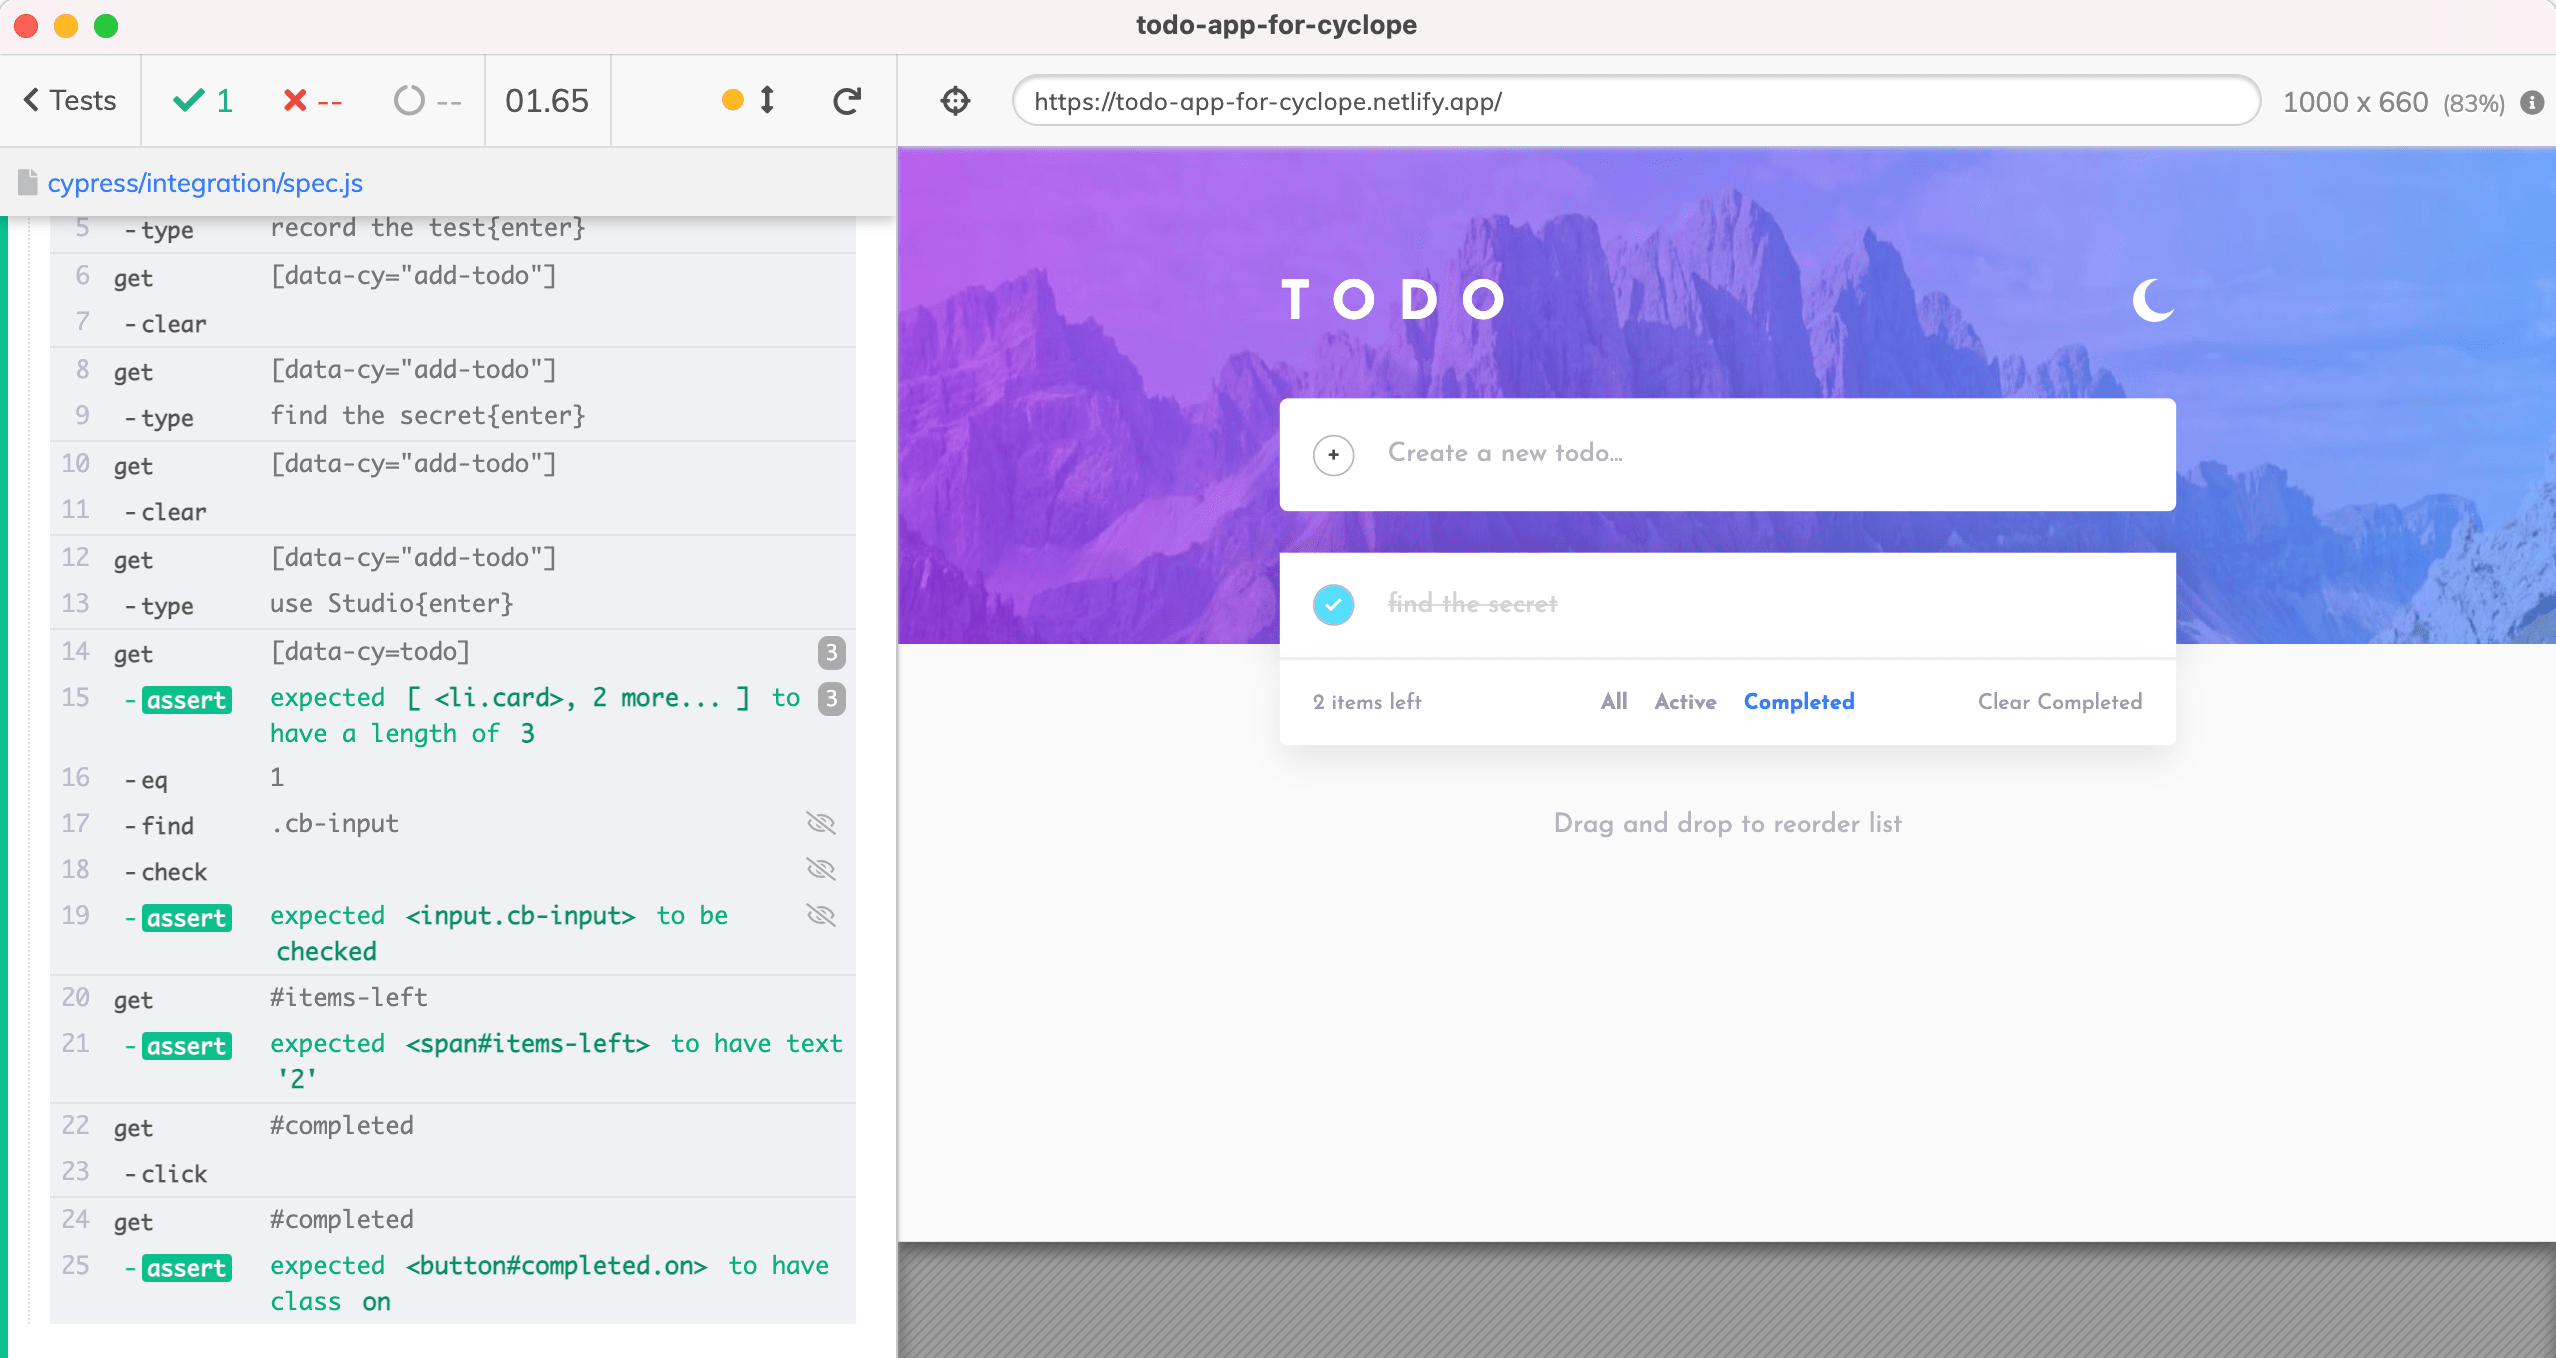 todo-app-for-cyclope
Tests
1
--
--
01.65
https://todo-app-for-cyclope.netlify.app/
1000 x 660 (83%)
cypress/integration/spec.js
5 -type record the test{enter}
6 get [data-cy="add-todo"]
7 -clear
8 get [data-cy="add-todo"]
9 -type find the secret{enter}
10 get [data-cy="add-todo"]
11 -clear
12 get [data-cy="add-todo"]
13 -type use Studio{enter}
14 get [data-cy=todo] 3
15 -assert expected [ <li.card>, 2 more... ] to 3
have a length of 3
16 -eq 1
17 -find .cb-input
18 -check
19 -assert expected <input.cb-input> to be
checked
20 get #items-left
21 -assert expected <span#items-left> to have text
'2'
22 get #completed
23 -click
24 get #completed
25 -assert expected <button#completed.on> to have
class on
TODO
Create a new todo...
find the secret
2 items left All Active Completed Clear Completed
Drag and drop to reorder list